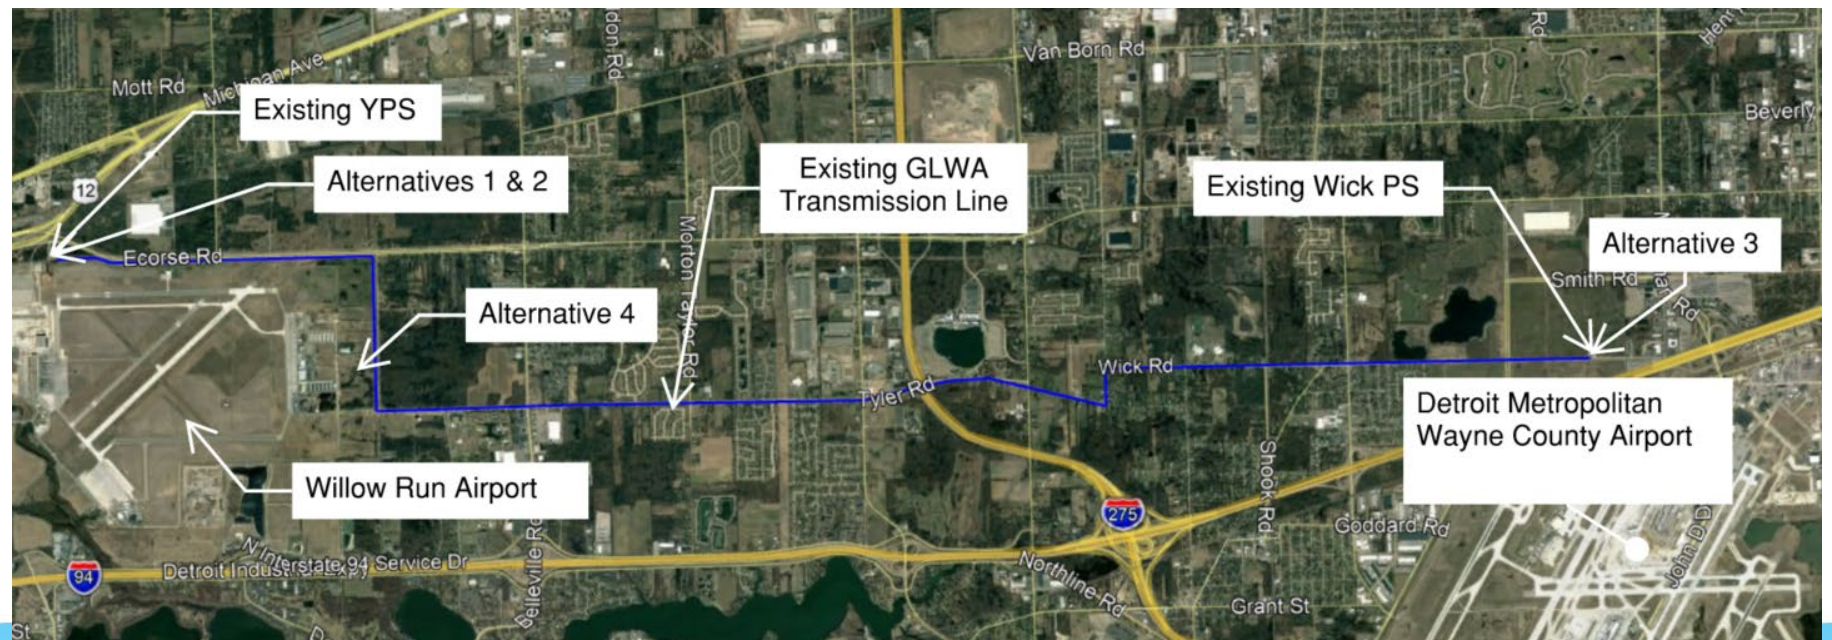 Van Born Rd
Mott Rd
Michigan Ave
Existing YPS
Beverly
12
Alternatives 1 & 2
Existing GLWA
Transmission Line
Existing Wick PS
Alternative 3
Ecorse Rd
Smith Rd
Alternative 4
Morton Taylor Rd
Wick Rd
Tyler Rd
Detroit Metropolitan
Wayne County Airport
Willow Run Airport
Shook Rd
275
Goddard Rd
Belleville Rd
N Interstate 94 Service Dr
94
Northline Rd
Grant St
St